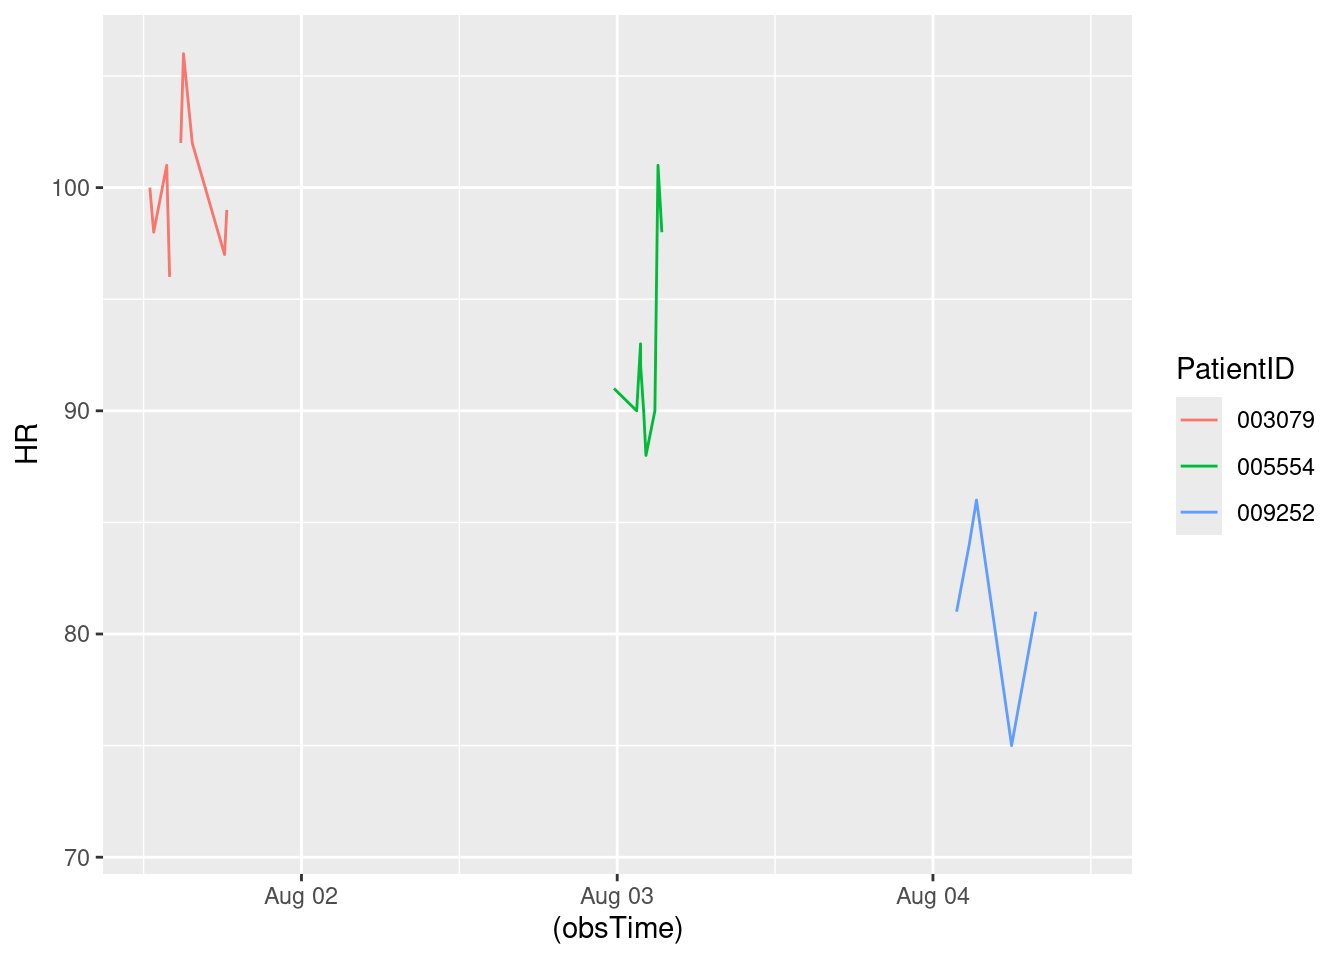 HR
100
90
80
70
Aug 02
Aug 03
Aug 04
(obsTime)
PatientID
003079
005554
009252